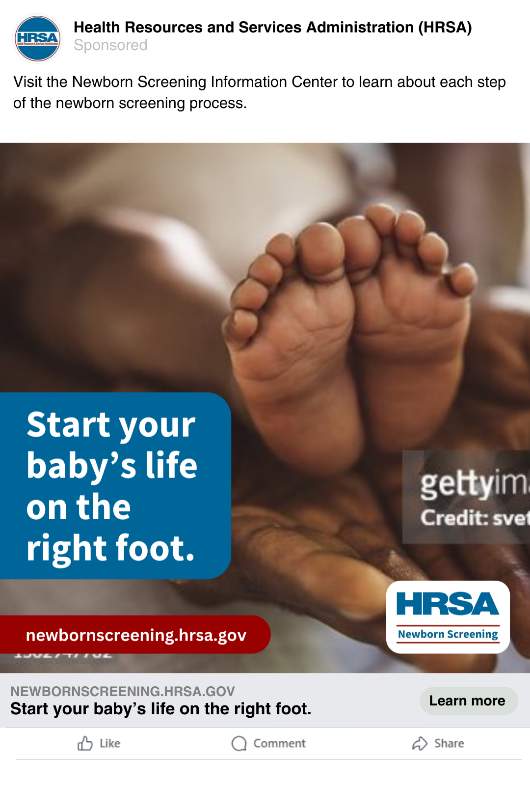 HRSA
Health Resources and Services Administration (HRSA)
Sponsored
Visit the Newborn Screening Information Center to learn about each step
of the newborn screening process.
Start your
baby’s life
on the
right foot.
gettyima
Credit: svet
HRSA
Newborn Screening
newbornscreening.hrsa.gov
NEWBORNSCREENING.HRSA.GOV
Start your baby’s life on the right foot.
Learn more
Like
Comment
Share